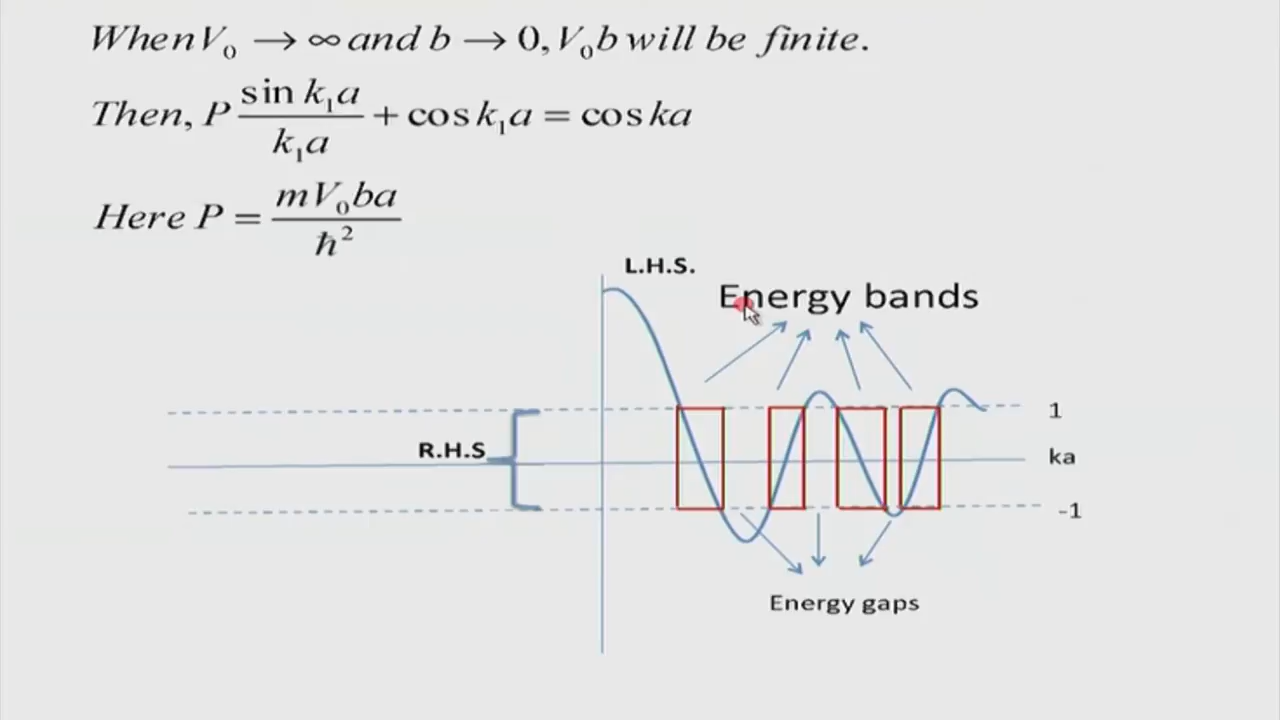 When V₀ → ∞ and b → 0, V₀b will be finite.
Then, P sin k₁a / k₁a + cos k₁a = cos ka
Here P = mV₀ba / ħ²
L.H.S.
Energy bands
1
R.H.S
ka
-1
Energy gaps